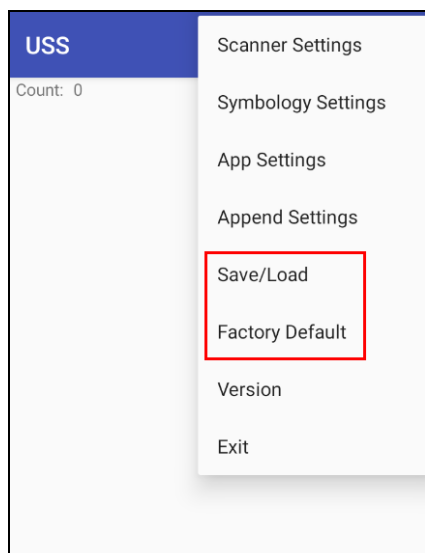 USS
Count: 0
Scanner Settings
Symbology Settings
App Settings
Append Settings
Save/Load
Factory Default
Version
Exit